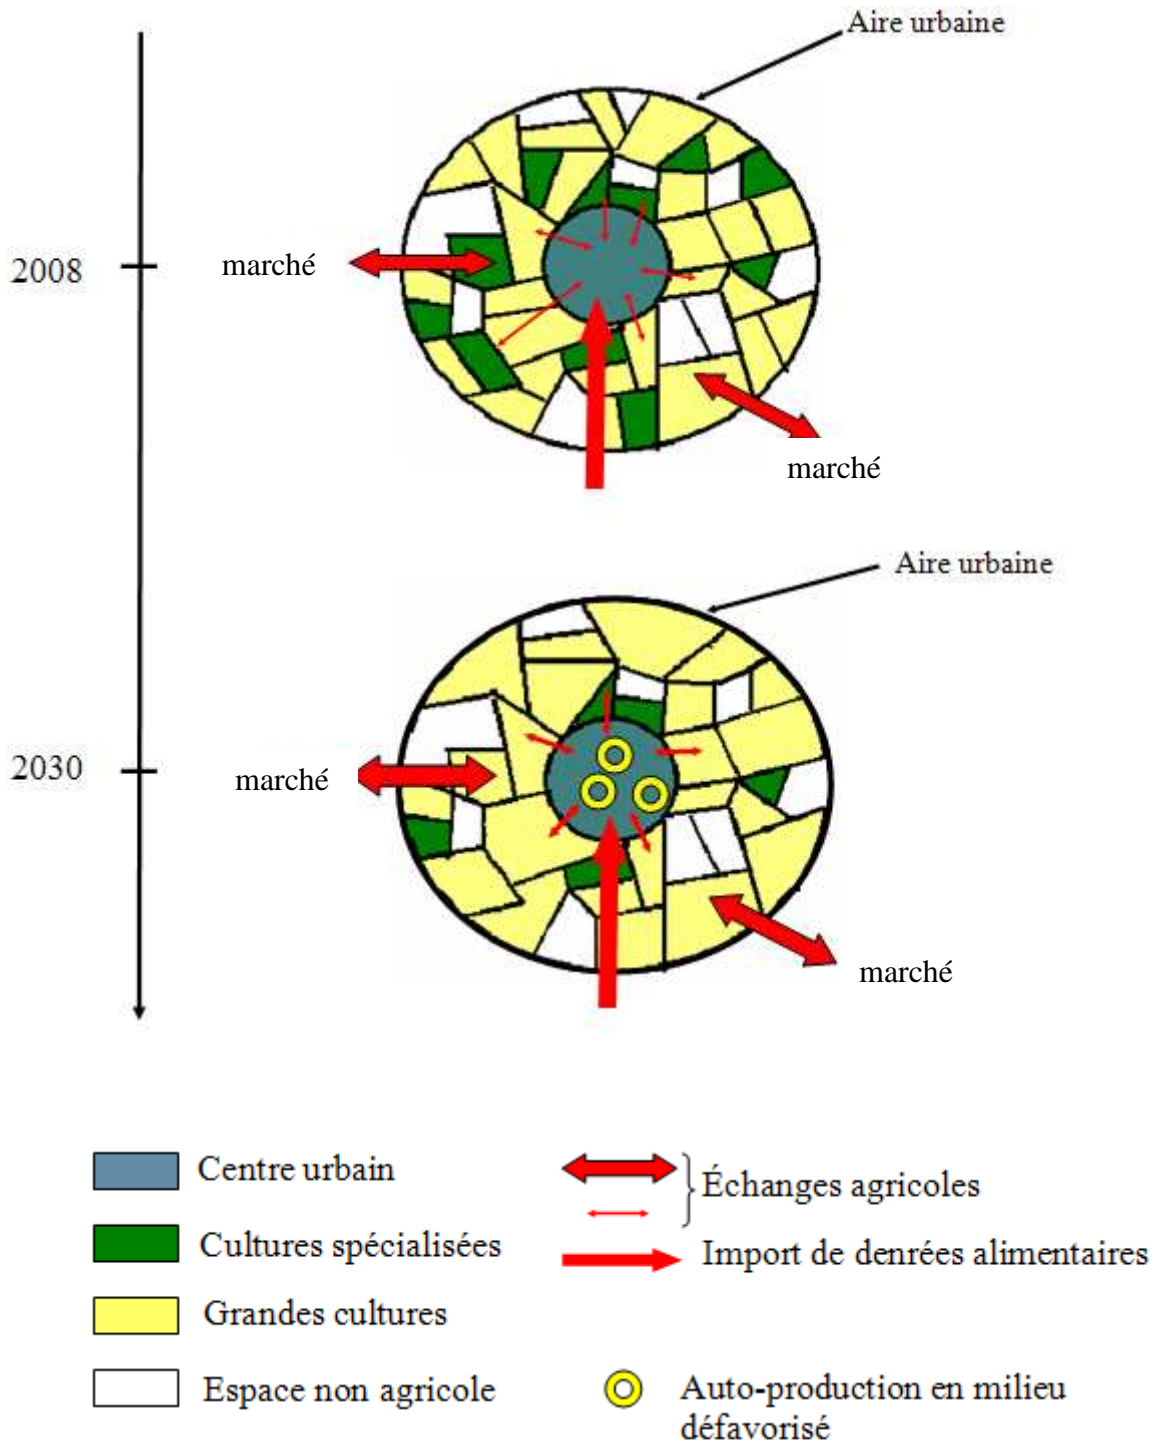 Aire urbaine
2008
marché
marché
Aire urbaine
2030
marché
marché
Centre urbain
Échanges agricoles
Cultures spécialisées
Import de denrées alimentaires
Grandes cultures
Espace non agricole
Auto-production en milieu
défavorisé